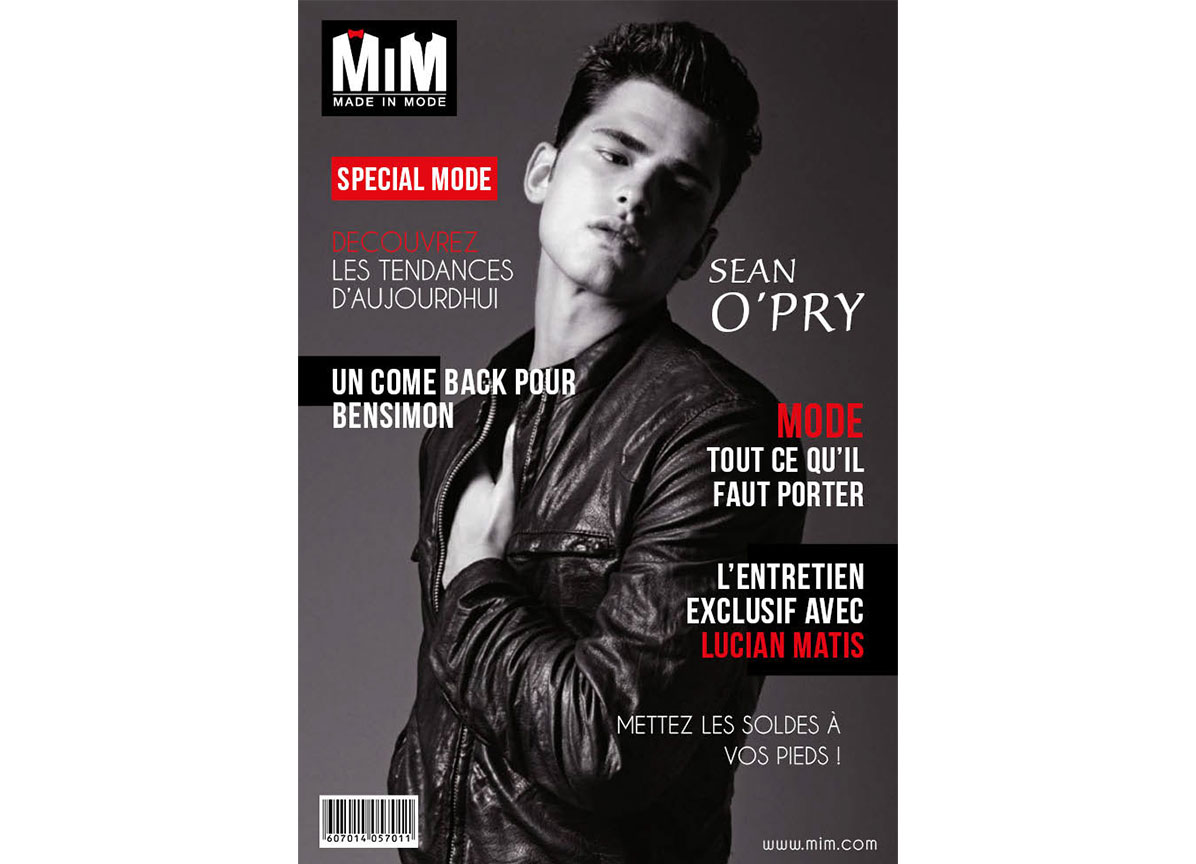 MiM
MADE IN MODE
SPECIAL MODE
DECOUVREZ
LES TENDANCES
D'AUJOURDHUI
SEAN
O'PRY
UN COME BACK POUR
BENSIMON
MODE
TOUT CE QU'IL
FAUT PORTER
L'ENTRETIEN
EXCLUSIF AVEC
LUCIAN MATIS
METTEZ LES SOLDES À
VOS PIEDS !
607014 057011
www.mim.com